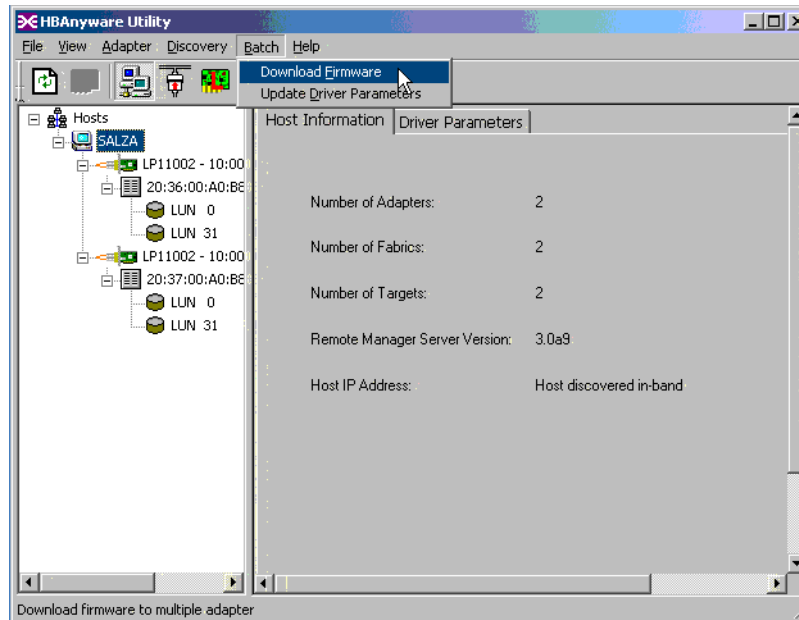 HBAnyware Utility
File View Adapter Discovery Batch Help
Download Firmware
Update Driver Parameters
Hosts
SALZA
LP11002 - 10:00
20:36:00:A0:B8
LUN 0
LUN 31
LP11002 - 10:00
20:37:00:A0:B8
LUN 0
LUN 31
Host Information Driver Parameters
Number of Adapters: 2
Number of Fabrics: 2
Number of Targets: 2
Remote Manager Server Version: 3.0a9
Host IP Address: Host discovered in-band
Download firmware to multiple adapter